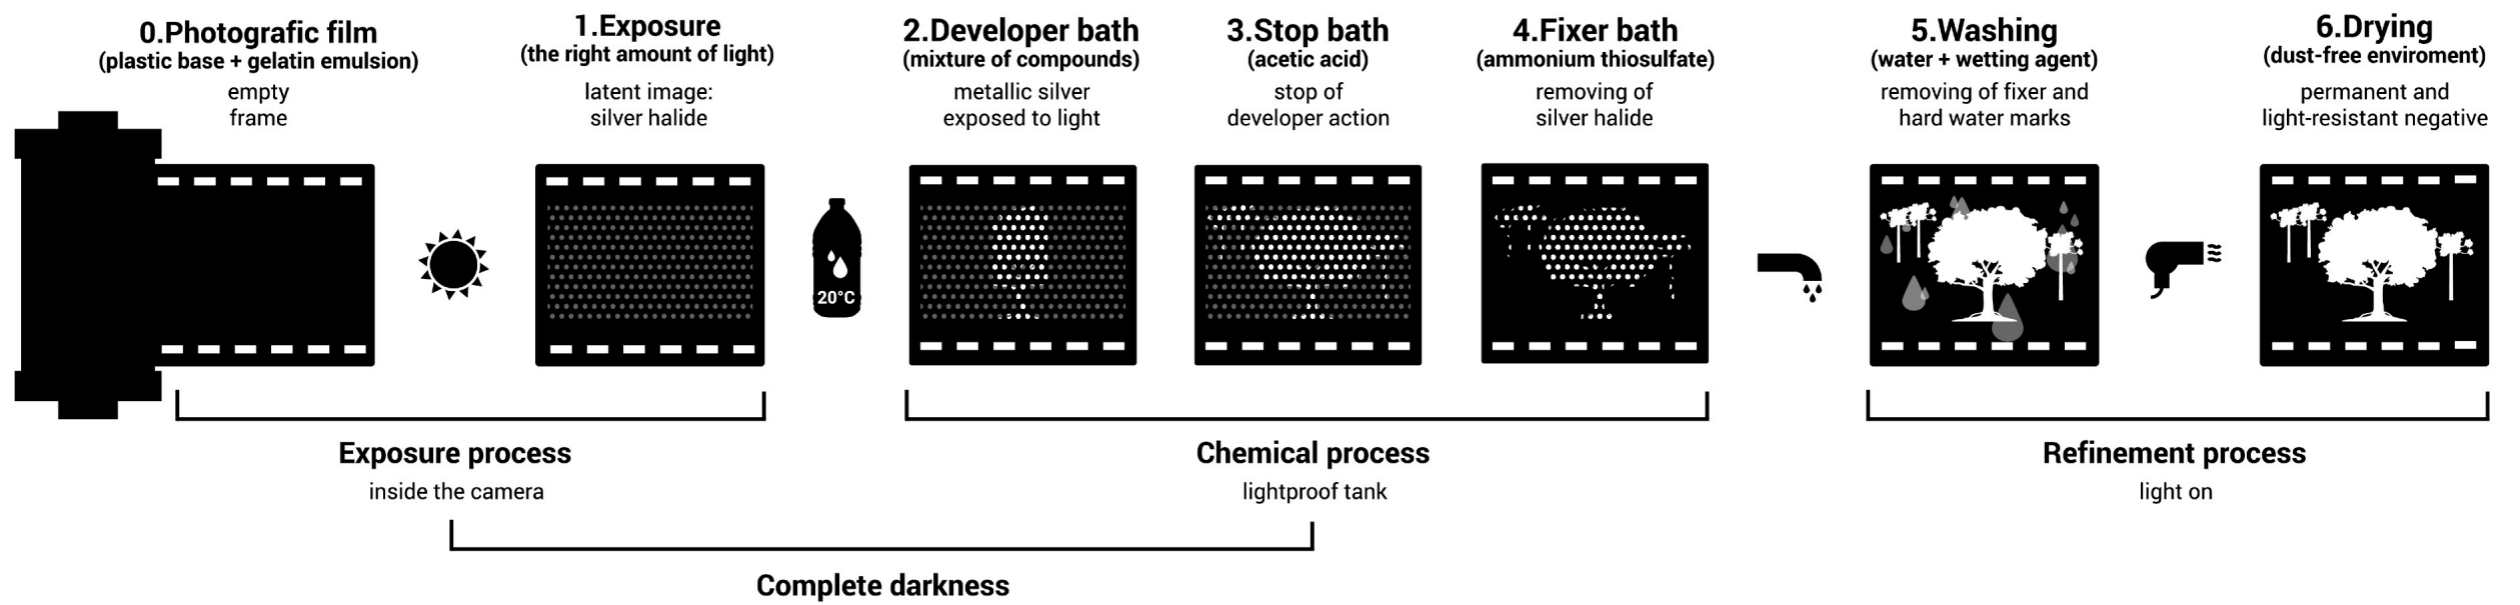 0.Photografic film
(plastic base + gelatin emulsion)
empty
frame
1.Exposure
(the right amount of light)
latent image:
silver halide
20°C
2.Developer bath
(mixture of compounds)
metallic silver
exposed to light
3.Stop bath
(acetic acid)
stop of
developer action
4.Fixer bath
(ammonium thiosulfate)
removing of
silver halide
5.Washing
(water + wetting agent)
removing of fixer and
hard water marks
6.Drying
(dust-free enviroment)
permanent and
light-resistant negative
Exposure process
inside the camera
Chemical process
lightproof tank
Refinement process
light on
Complete darkness